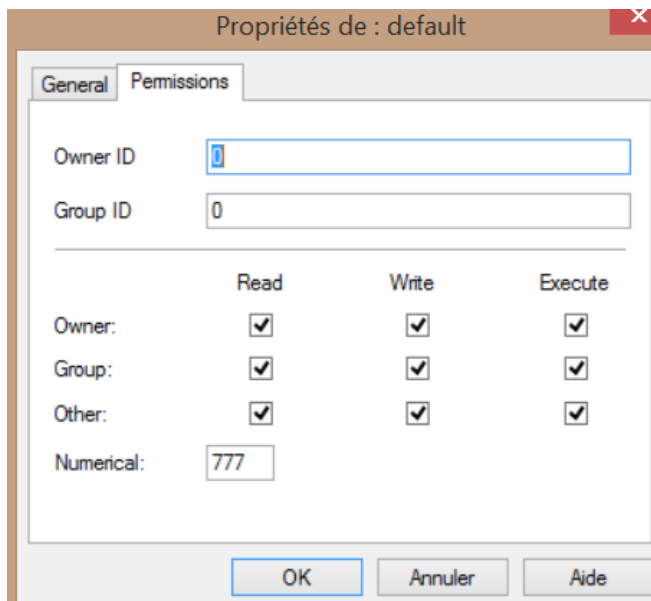 Propriétés de : default
General Permissions
Owner ID 0
Group ID 0
Read Write Execute
Owner:
Group:
Other:
Numerical: 777
OK Annuler Aide